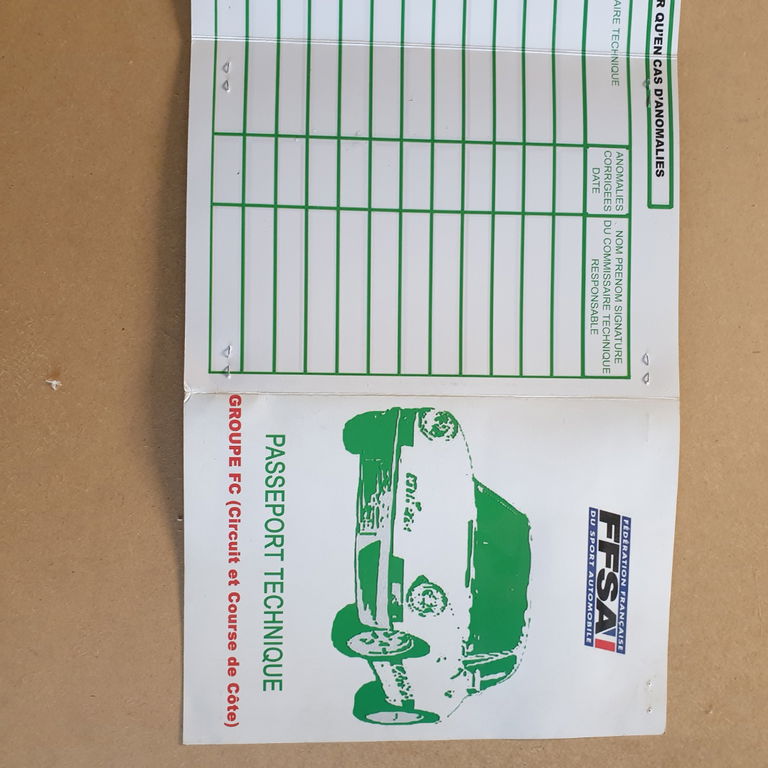 R QU'EN CAS D'ANOMALIES
AIRE TECHNIQUE
ANOMALIES
CORRIGEES
DATE
NOM PRENOM SIGNATURE
DU COMMISSAIRE TECHNIQUE
RESPONSABLE
FÉDÉRATION FRANÇAISE
FFSA
DU SPORT AUTOMOBILE
PASSEPORT TECHNIQUE
GROUPE FC (Circuit et Course de Côte)